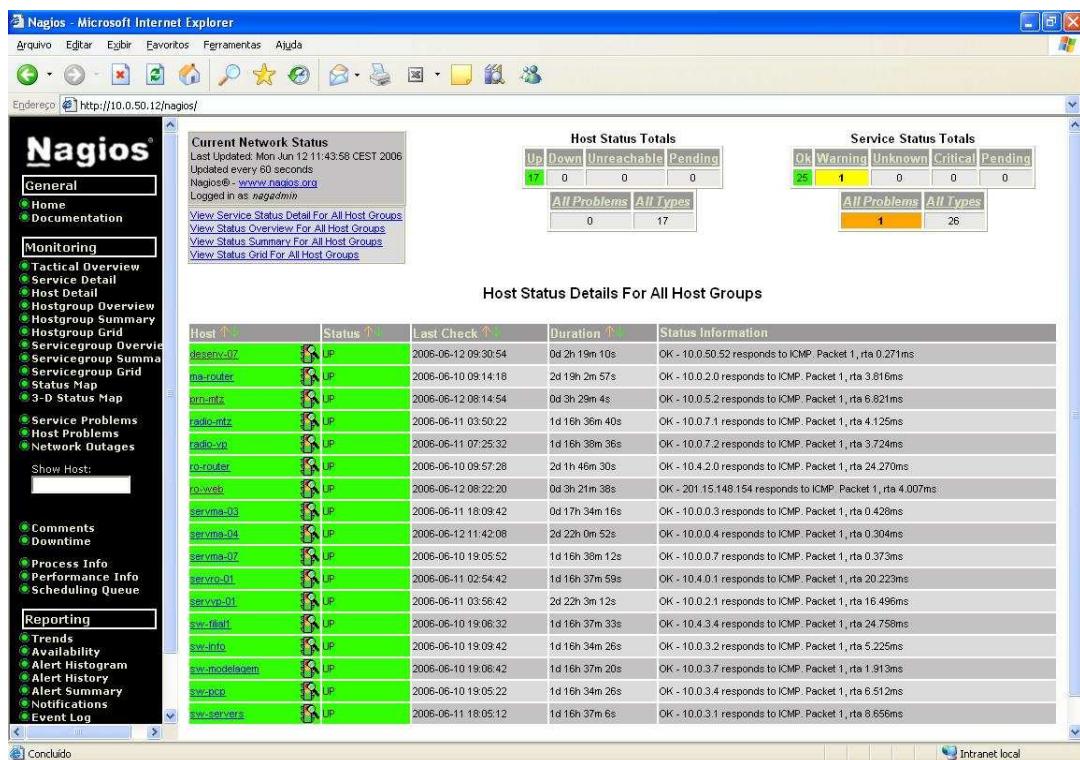 Nagios - Microsoft Internet Explorer
Arquivo Editar Exibir Favoritos Ferramentas Ajuda
Endereço http://10.0.50.12/nagios/
Nagios®
General
Home
Documentation
Monitoring
Tactical Overview
Service Detail
Host Detail
Hostgroup Overview
Hostgroup Summary
Hostgroup Grid
Servicegroup Overvie
Servicegroup Summa
Servicegroup Grid
Status Map
3-D Status Map
Service Problems
Host Problems
Network Outages
Show Host:
Comments
Downtime
Process Info
Performance Info
Scheduling Queue
Reporting
Trends
Availability
Alert Histogram
Alert History
Alert Summary
Notifications
Event Log
Current Network Status
Last Updated: Mon Jun 12 11:43:58 CEST 2006
Updated every 60 seconds
Nagios® - www.nagios.org
Logged in as nagadmin
View Service Status Detail For All Host Groups
View Status Overview For All Host Groups
View Status Summary For All Host Groups
View Status Grid For All Host Groups
Host Status Totals
Up Down Unreachable Pending
17 0 0 0
All Problems All Types
0 17
Service Status Totals
Ok Warning Unknown Critical Pending
25 1 0 0 0
All Problems All Types
1 26
Host Status Details For All Host Groups
Host Status Last Check Duration Status Information
desenv-07 UP 2006-06-12 09:30:54 0d 2h 19m 10s OK - 10.0.50.52 responds to ICMP. Packet 1, rta 0.271ms
ma-router UP 2006-06-10 09:14:18 2d 19h 2m 57s OK - 10.0.2.0 responds to ICMP. Packet 1, rta 3.816ms
UP 2006-06-12 08:14:54 0d 3h 29m 4s OK - 10.0.5.2 responds to ICMP. Packet 1, rta 6.821ms
radio-mtz UP 2006-06-11 03:50:22 1d 16h 36m 40s OK - 10.0.7.1 responds to ICMP. Packet 1, rta 4.125ms
radio-vp UP 2006-06-11 07:25:32 1d 16h 38m 36s OK - 10.0.7.2 responds to ICMP. Packet 1, rta 3.724ms
ro-router UP 2006-06-10 09:57:28 2d 1h 46m 30s OK - 10.4.2.0 responds to ICMP. Packet 1, rta 24.270ms
ro-web UP 2006-06-12 08:22:20 0d 3h 21m 38s OK - 201.15.148.154 responds to ICMP. Packet 1, rta 4.007ms
servma-03 UP 2006-06-11 18:09:42 0d 17h 34m 16s OK - 10.0.0.3 responds to ICMP. Packet 1, rta 0.428ms
servma-04 UP 2006-06-12 11:42:08 2d 22h 0m 52s OK - 10.0.0.4 responds to ICMP. Packet 1, rta 0.304ms
servma-07 UP 2006-06-10 19:05:52 1d 16h 38m 12s OK - 10.0.0.7 responds to ICMP. Packet 1, rta 0.373ms
servro-01 UP 2006-06-11 02:54:42 1d 16h 37m 59s OK - 10.4.0.1 responds to ICMP. Packet 1, rta 20.223ms
servvp-01 UP 2006-06-11 03:56:42 2d 22h 3m 12s OK - 10.0.2.1 responds to ICMP. Packet 1, rta 16.496ms
sw-filial1 UP 2006-06-10 19:06:32 1d 16h 37m 33s OK - 10.4.3.4 responds to ICMP. Packet 1, rta 24.758ms
sw-info UP 2006-06-10 19:09:42 1d 16h 34m 26s OK - 10.0.3.2 responds to ICMP. Packet 1, rta 5.225ms
sw-modelagem UP 2006-06-10 19:06:42 1d 16h 37m 20s OK - 10.0.3.7 responds to ICMP. Packet 1, rta 1.913ms
sw-pcp UP 2006-06-10 19:05:22 1d 16h 34m 26s OK - 10.0.3.4 responds to ICMP. Packet 1, rta 6.512ms
sw-servers UP 2006-06-11 18:05:12 1d 16h 37m 6s OK - 10.0.3.1 responds to ICMP. Packet 1, rta 8.656ms
Concluído
Intranet local